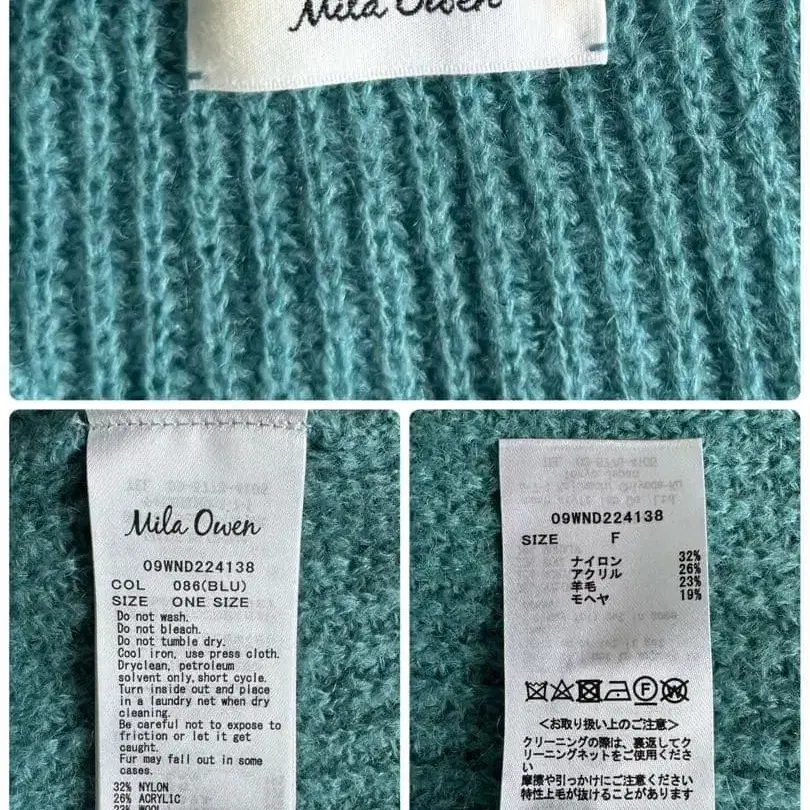 Mila Owen
Mila Owen
09WND224138
COL 086(BLU)
SIZE ONE SIZE
Do not wash.
Do not bleach.
Do not tumble dry.
Cool iron, use press cloth.
Dryclean, petroleum
solvent only,short cycle.
Turn inside out and place
in a laundry net when dry
cleaning.
Be careful not to expose to
friction or let it get
caught.
Fur may fall out in some
cases.
32% NYLON
26% ACRYLIC
23% WOOL
09WND224138
SIZE F
ナイロン 32%
アクリル 26%
羊毛 23%
モヘヤ 19%
F W
<お取り扱い上のご注意>
クリーニングの際は、裏返してク
リーニングネットをご使用くださ
い
摩擦や引っかけにご注意ください
特性上毛が抜けることがあります